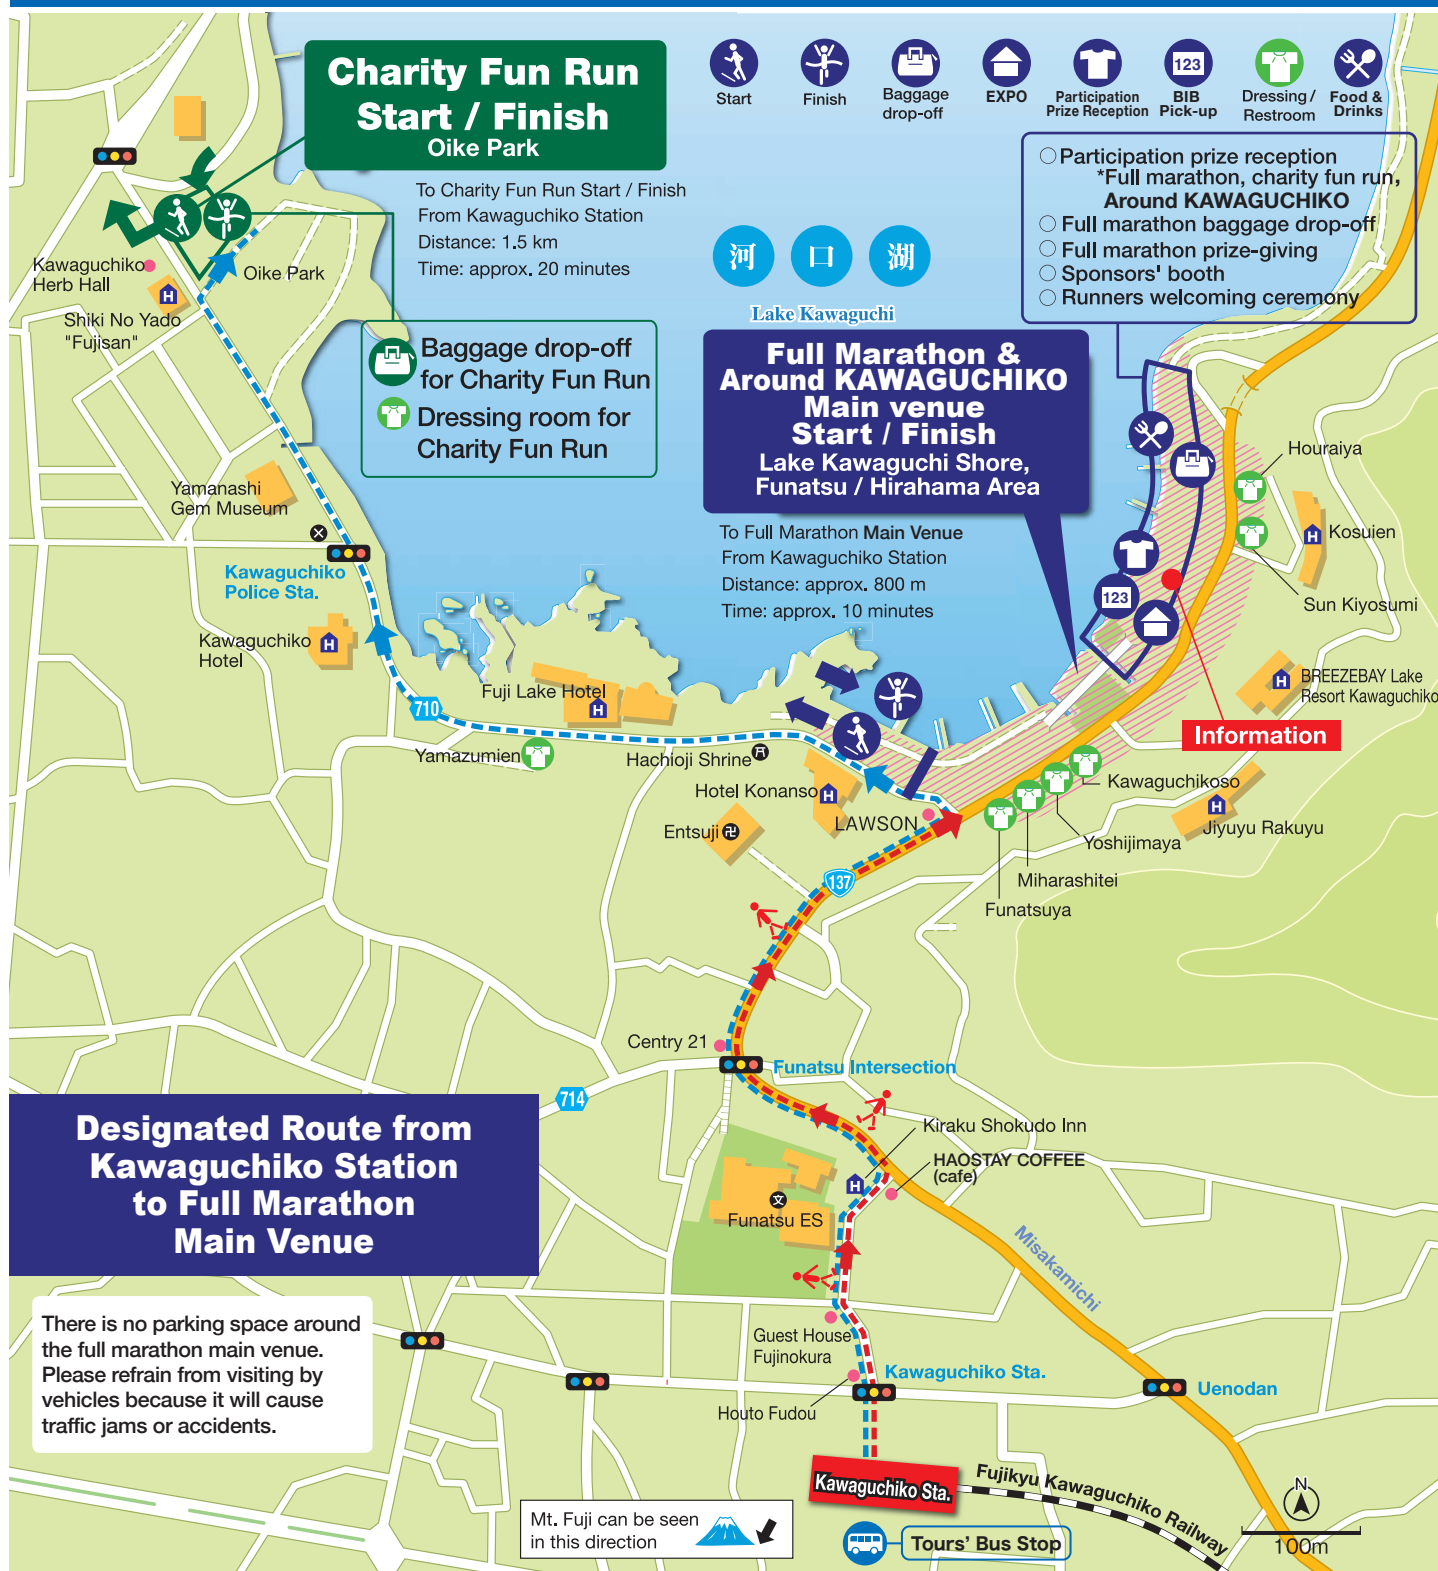 Charity Fun Run
Start / Finish
Oike Park
Start
Finish
Baggage
drop-off
EXPO
Participation
Prize Reception
123
BIB
Pick-up
Dressing /
Restroom
Food &
Drinks
To Charity Fun Run Start / Finish
From Kawaguchiko Station
Distance: 1.5 km
Time: approx. 20 minutes
○ Participation prize reception
*Full marathon, charity fun run,
Around KAWAGUCHIKO
○ Full marathon baggage drop-off
○ Full marathon prize-giving
○ Sponsors' booth
○ Runners welcoming ceremony
河口湖
Lake Kawaguchi
Kawaguchiko
Herb Hall
Oike Park
H
Shiki No Yado
"Fujisan"
Baggage drop-off
for Charity Fun Run
Dressing room for
Charity Fun Run
Full Marathon &
Around KAWAGUCHIKO
Main venue
Start / Finish
Lake Kawaguchi Shore,
Funatsu / Hirahama Area
To Full Marathon Main Venue
From Kawaguchiko Station
Distance: approx. 800 m
Time: approx. 10 minutes
Houraiya
H
Kosuien
Sun Kiyosumi
123
Yamanashi
Gem Museum
Kawaguchiko
Police Sta.
Kawaguchiko
Hotel
H
Fuji Lake Hotel
H
710
Yamazumien
Hachioji Shrine
Hotel Konanso
H
Entsuji
卍
LAWSON
H
BREEZEBAY Lake
Resort Kawaguchiko
Information
Kawaguchikoso
H
Jiyuyu Rakuyu
Yoshijimaya
Miharashitei
Funatsuya
137
Centry 21
Funatsu Intersection
714
Kiraku Shokudo Inn
HAOSTAY COFFEE
(cafe)
H
文
Funatsu ES
Misakamichi
Designated Route from
Kawaguchiko Station
to Full Marathon
Main Venue
There is no parking space around
the full marathon main venue.
Please refrain from visiting by
vehicles because it will cause
traffic jams or accidents.
Guest House
Fujinokura
Kawaguchiko Sta.
Houto Fudou
Uenodan
Kawaguchiko Sta.
Fujikyu Kawaguchiko Railway
Mt. Fuji can be seen
in this direction
Tours' Bus Stop
N
100m